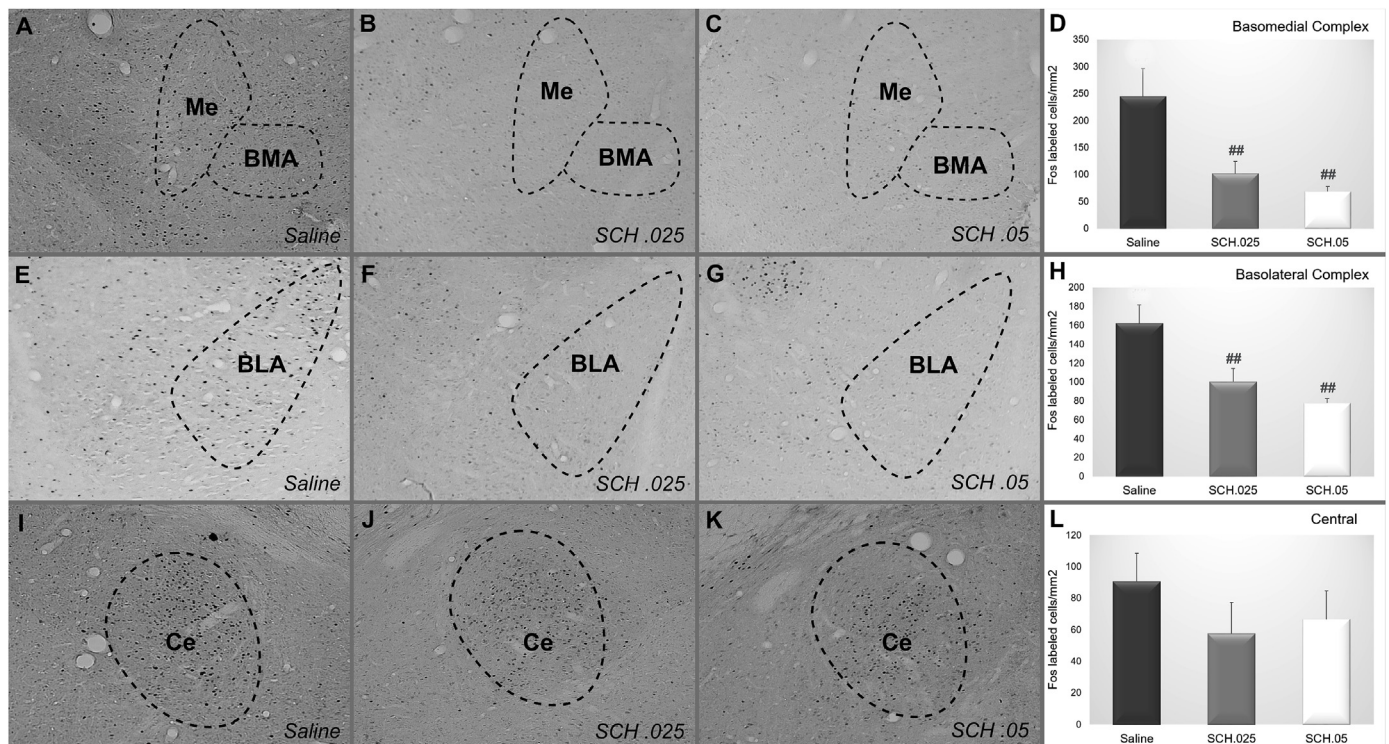 A
Me
BMA
Saline
B
Me
BMA
SCH .025
C
Me
BMA
SCH .05
D
Basomedial Complex
Fos labeled cells/mm2
350
300
250
200
150
100
50
0
##
##
Saline
SCH.025
SCH.05
E
BLA
Saline
F
BLA
SCH .025
G
BLA
SCH .05
H
Basolateral Complex
Fos labeled cells/mm2
200
180
160
140
120
100
80
60
40
20
0
##
##
Saline
SCH.025
SCH.05
I
Ce
Saline
J
Ce
SCH .025
K
Ce
SCH .05
L
Central
Fos labeled cells/mm2
120
100
80
60
40
20
0
Saline
SCH.025
SCH.05